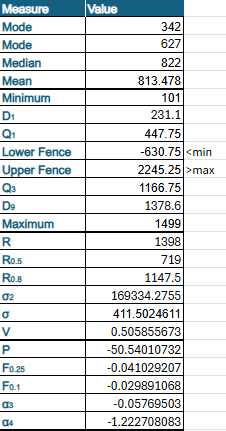 Measure Value
Mode 342
Mode 627
Median 822
Mean 813.478
Minimum 101
D₁ 231.1
Q₁ 447.75
Lower Fence -630.75 <min
Upper Fence 2245.25 >max
Q₃ 1166.75
D₉ 1378.6
Maximum 1499
R 1398
R₀.₅ 719
R₀.₈ 1147.5
σ2 169334.2755
σ 411.5024611
V 0.505855673
P -50.54010732
F₀.₂₅ -0.041029207
F₀.₁ -0.029891068
α₃ -0.05769503
α₄ -1.222708083